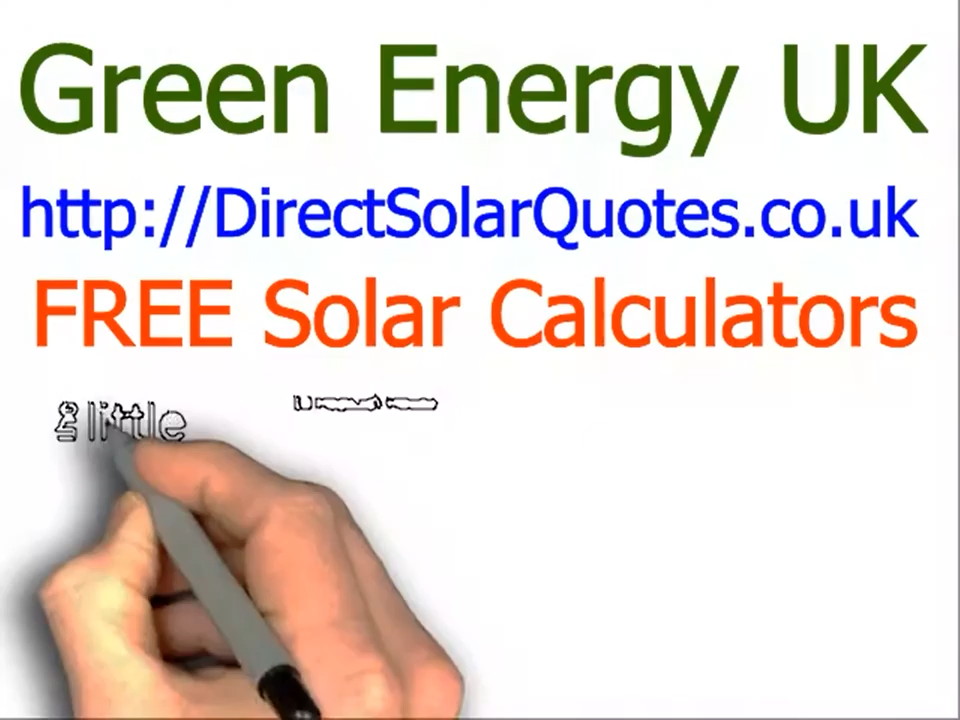 Green Energy UK
http://DirectSolarQuotes.co.uk
FREE Solar Calculators
£ little